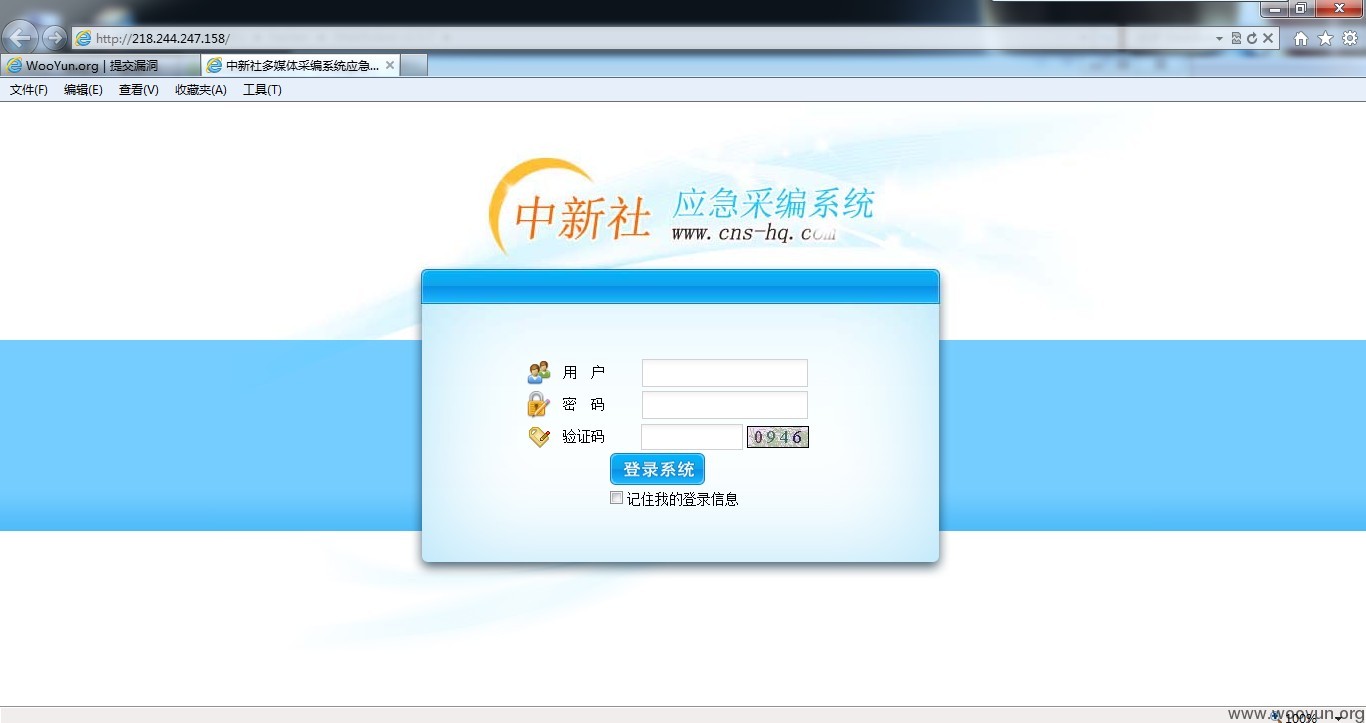 http://218.244.247.158/
WooYun.org | 提交漏洞
中新社多媒体采编系统应急...
文件(F) 编辑(E) 查看(V) 收藏夹(A) 工具(T)
中新社
应急采编系统
www.cns-hq.com
用 户
密 码
验证码
0946
登录系统
记住我的登录信息
www.wooyun.org
100%